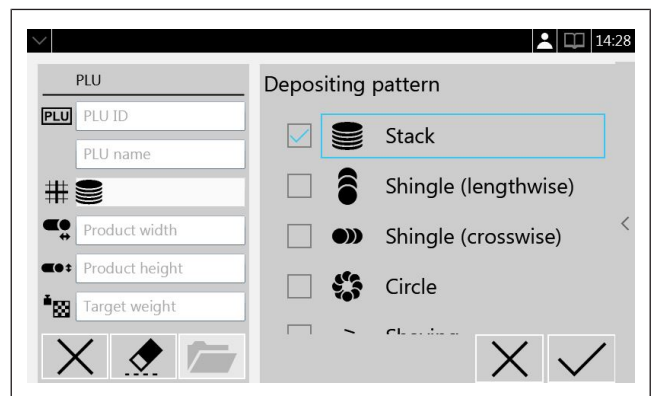 14:28
PLU
PLU PLU ID
PLU name
Product width
Product height
Target weight
Depositing pattern
Stack
Shingle (lengthwise)
Shingle (crosswise)
Circle